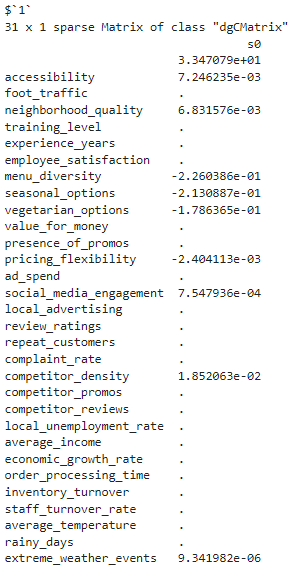 $`1`
31 x 1 sparse Matrix of class "dgCMatrix"
s0
3.347079e+01
accessibility 7.246235e-03
foot_traffic .
neighborhood_quality 6.831576e-03
training_level .
experience_years .
employee_satisfaction .
menu_diversity -2.260386e-01
seasonal_options -2.130887e-01
vegetarian_options -1.786365e-01
value_for_money .
presence_of_promos .
pricing_flexibility -2.404113e-03
ad_spend .
social_media_engagement 7.547936e-04
local_advertising .
review_ratings .
repeat_customers .
complaint_rate .
competitor_density 1.852063e-02
competitor_promos .
competitor_reviews .
local_unemployment_rate .
average_income .
economic_growth_rate .
order_processing_time .
inventory_turnover .
staff_turnover_rate .
average_temperature .
rainy_days .
extreme_weather_events 9.341982e-06